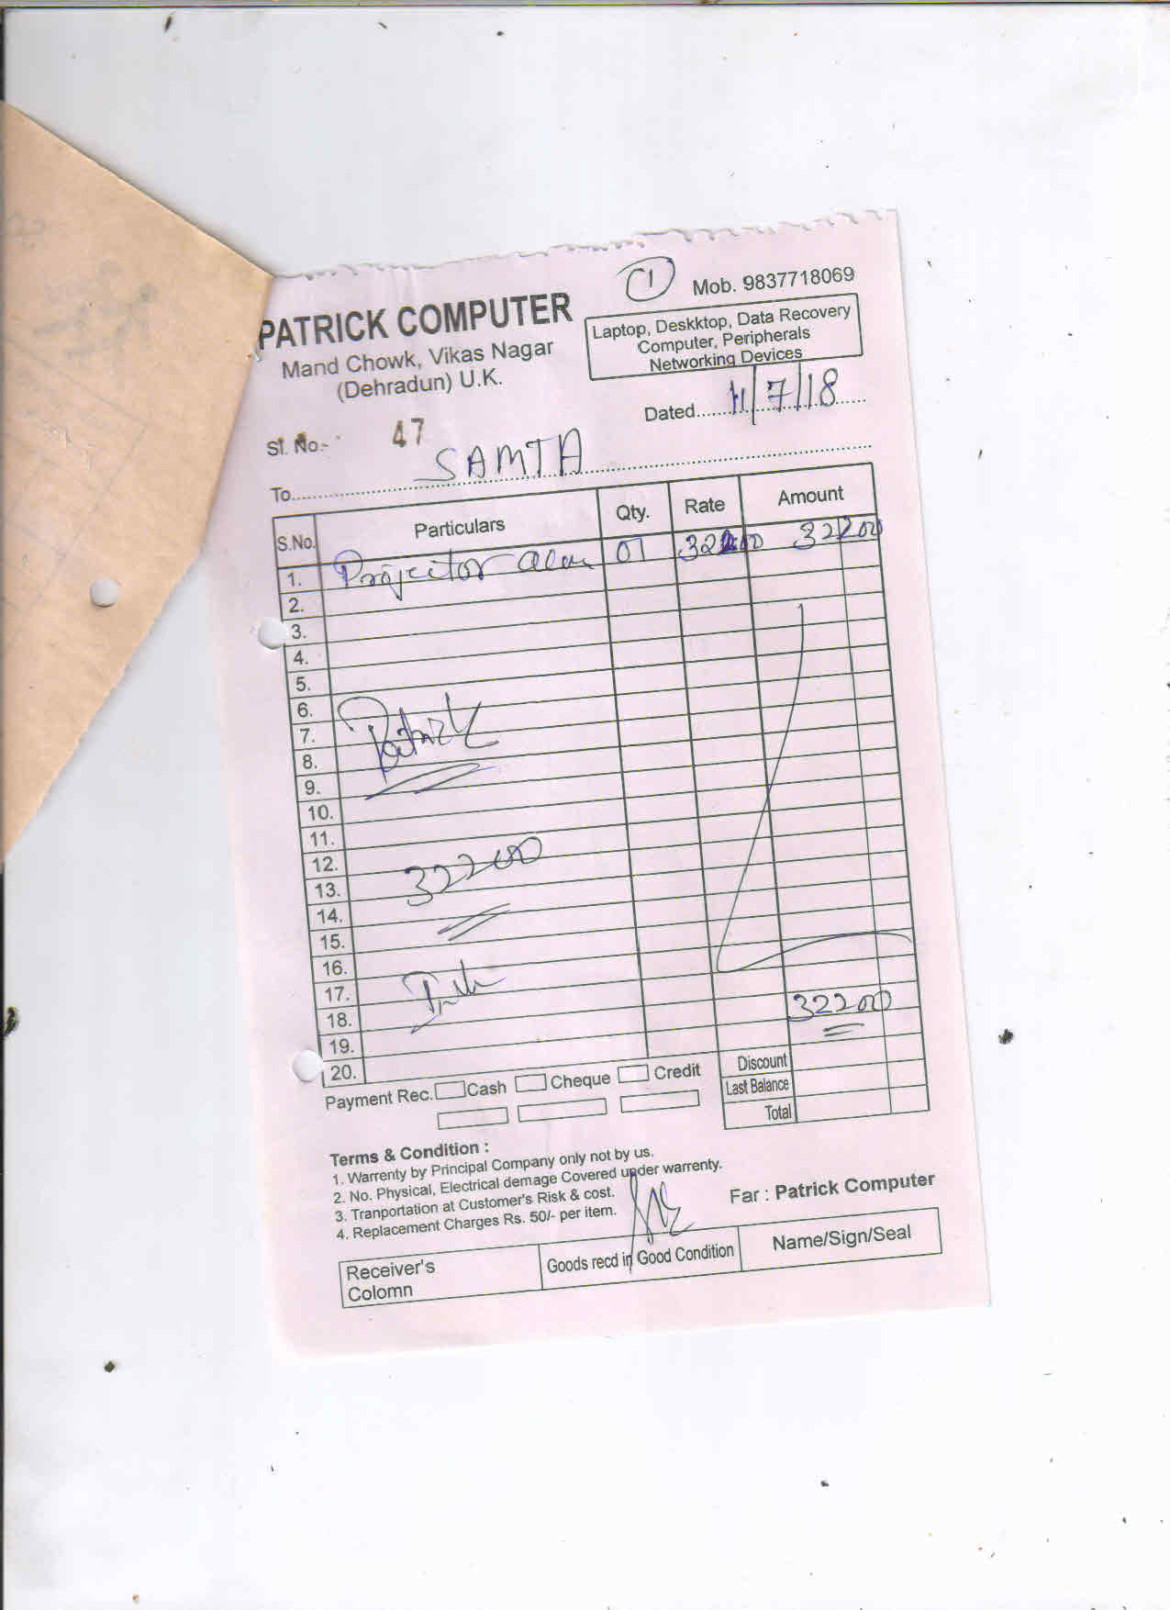 C1
Mob. 9837718069
PATRICK COMPUTER
Mand Chowk, Vikas Nagar
(Dehradun) U.K.
Laptop, Deskktop, Data Recovery
Computer, Peripherals
Networking Devices
Dated........11/7/18......
Sl. No.- 47
To...SAMTA...
S.No. Particulars Qty. Rate Amount
1. Projector 01 32200 32200
2.
3.
4.
5.
6.
7. Patrick
8.
9.
10.
11.
12. 32200
13.
14.
15.
16.
17.
18. 32200
19.
20.
Payment Rec. Cash Cheque Credit
Discount
Last Balance
Total
Terms & Condition :
1. Warrenty by Principal Company only not by us.
2. No. Physical, Electrical demage Covered under warrenty.
3. Tranportation at Customer's Risk & cost.
4. Replacement Charges Rs. 50/- per item.
Far : Patrick Computer
Receiver's
Colomn
Goods recd in Good Condition
Name/Sign/Seal